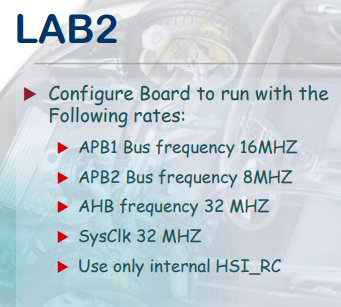 LAB2
Configure Board to run with the
Following rates:
APB1 Bus frequency 16MHZ
APB2 Bus frequency 8MHZ
AHB frequency 32 MHZ
SysClk 32 MHZ
Use only internal HSI_RC